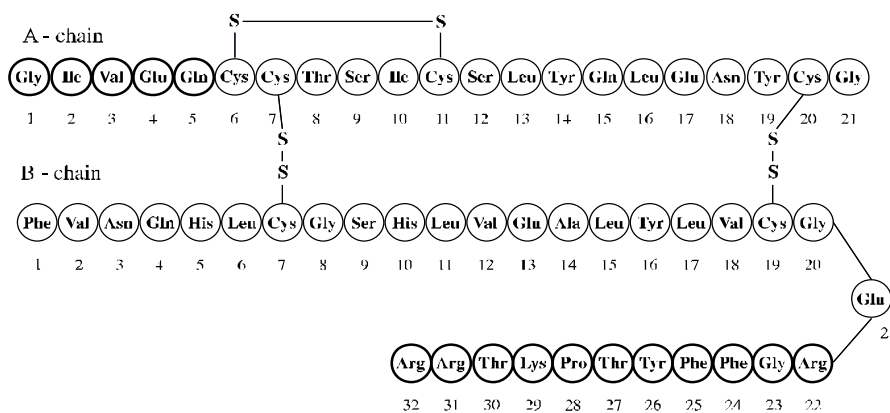 S S
A - chain
Gly Ile Val Glu Gln Cys Cys Thr Ser Ile Cys Ser Leu Tyr Gln Leu Glu Asn Tyr Cys Gly
1 2 3 4 5 6 7 8 9 10 11 12 13 14 15 16 17 18 19 20 21
S S
S S
B - chain
Phe Val Asn Gln His Leu Cys Gly Ser His Leu Val Glu Ala Leu Tyr Leu Val Cys Gly
1 2 3 4 5 6 7 8 9 10 11 12 13 14 15 16 17 18 19 20
Glu
2
Arg Arg Thr Lys Pro Thr Tyr Phe Phe Gly Arg
32 31 30 29 28 27 26 25 24 23 22